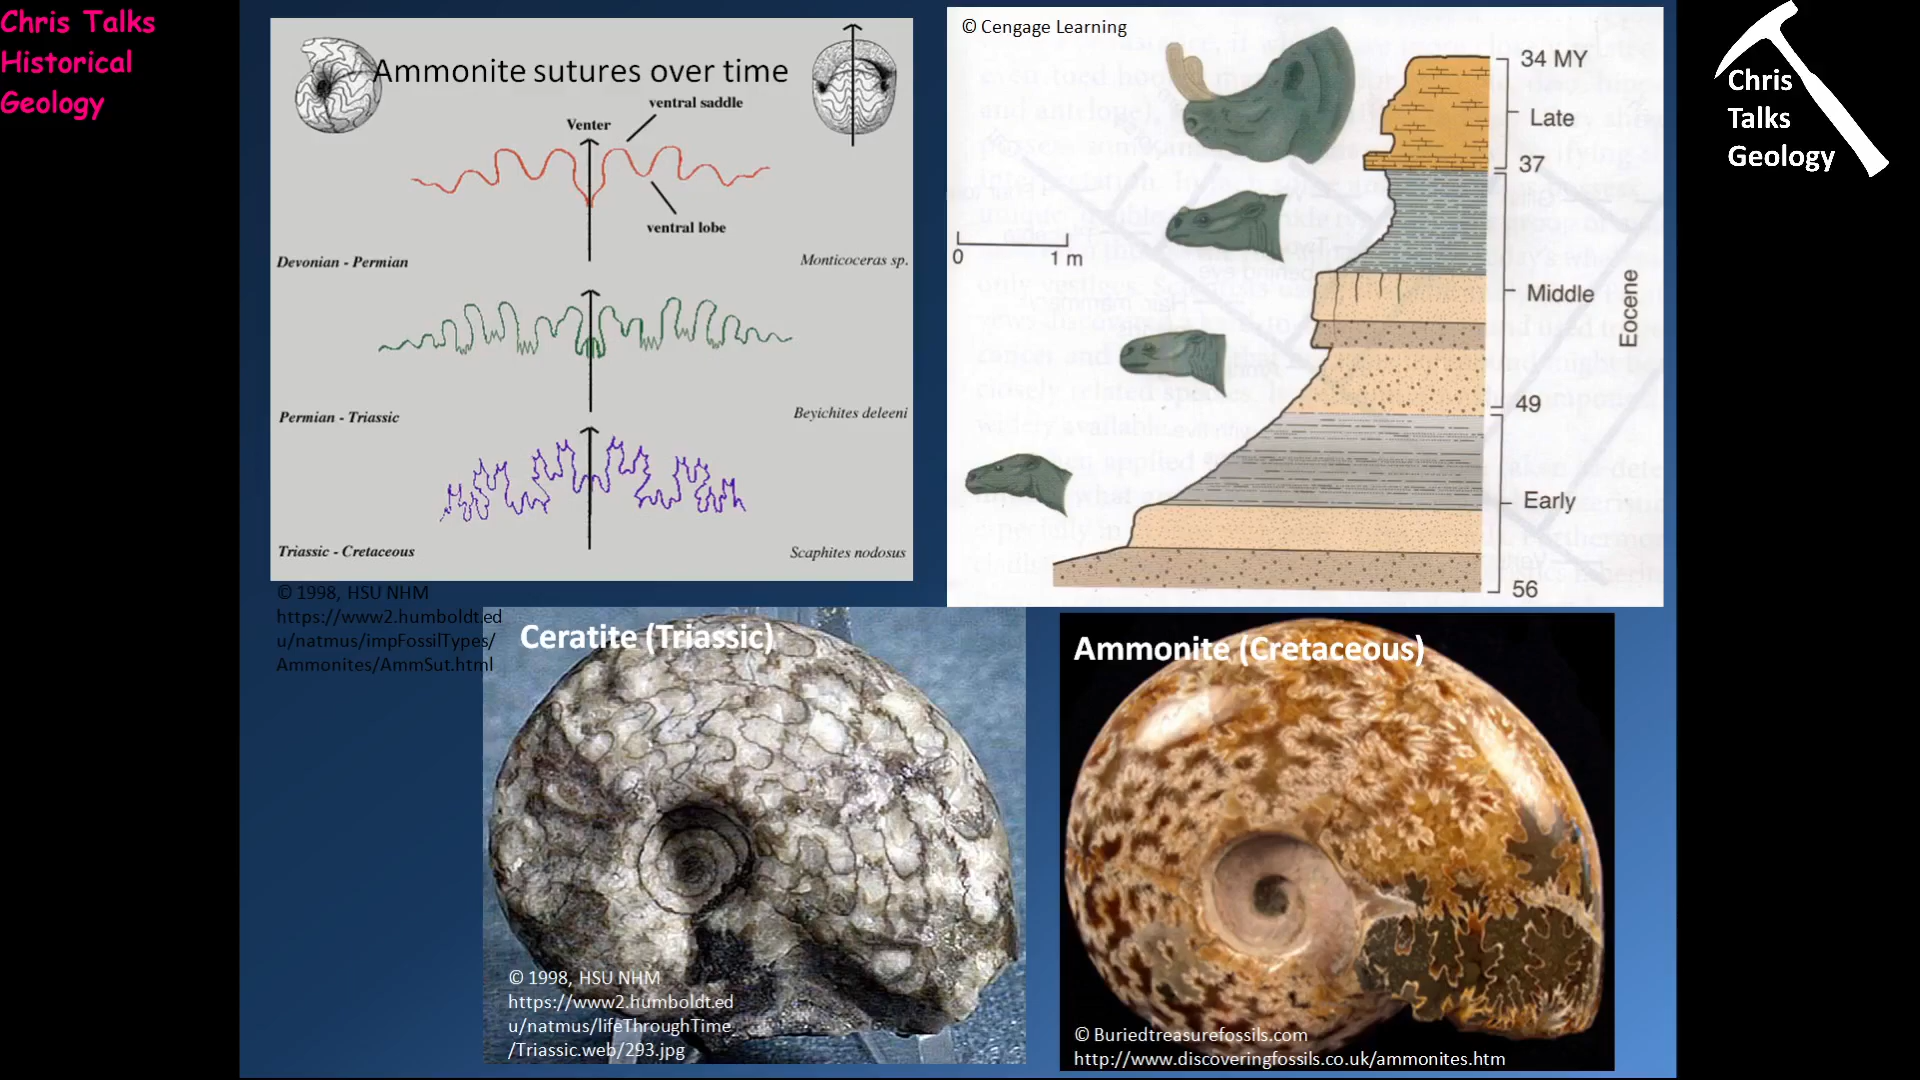 Chris Talks
Historical
Geology
Ammonite sutures over time
ventral saddle
Venter
ventral lobe
Devonian - Permian
Monticoceras sp.
Permian - Triassic
Beyichites deleeni
Triassic - Cretaceous
Scaphites nodosus
© 1998, HSU NHM
https://www2.humboldt.ed
u/natmus/impFossilTypes/
Ammonites/AmmSut.html
© Cengage Learning
34 MY
Late
37
0
1 m
Middle
Eocene
49
Early
56
Chris
Talks
Geology
Ceratite (Triassic)
© 1998, HSU NHM
https://www2.humboldt.ed
u/natmus/lifeThroughTime
/Triassic.web/293.jpg
Ammonite (Cretaceous)
© Buriedtreasurefossils.com
http://www.discoveringfossils.co.uk/ammonites.htm